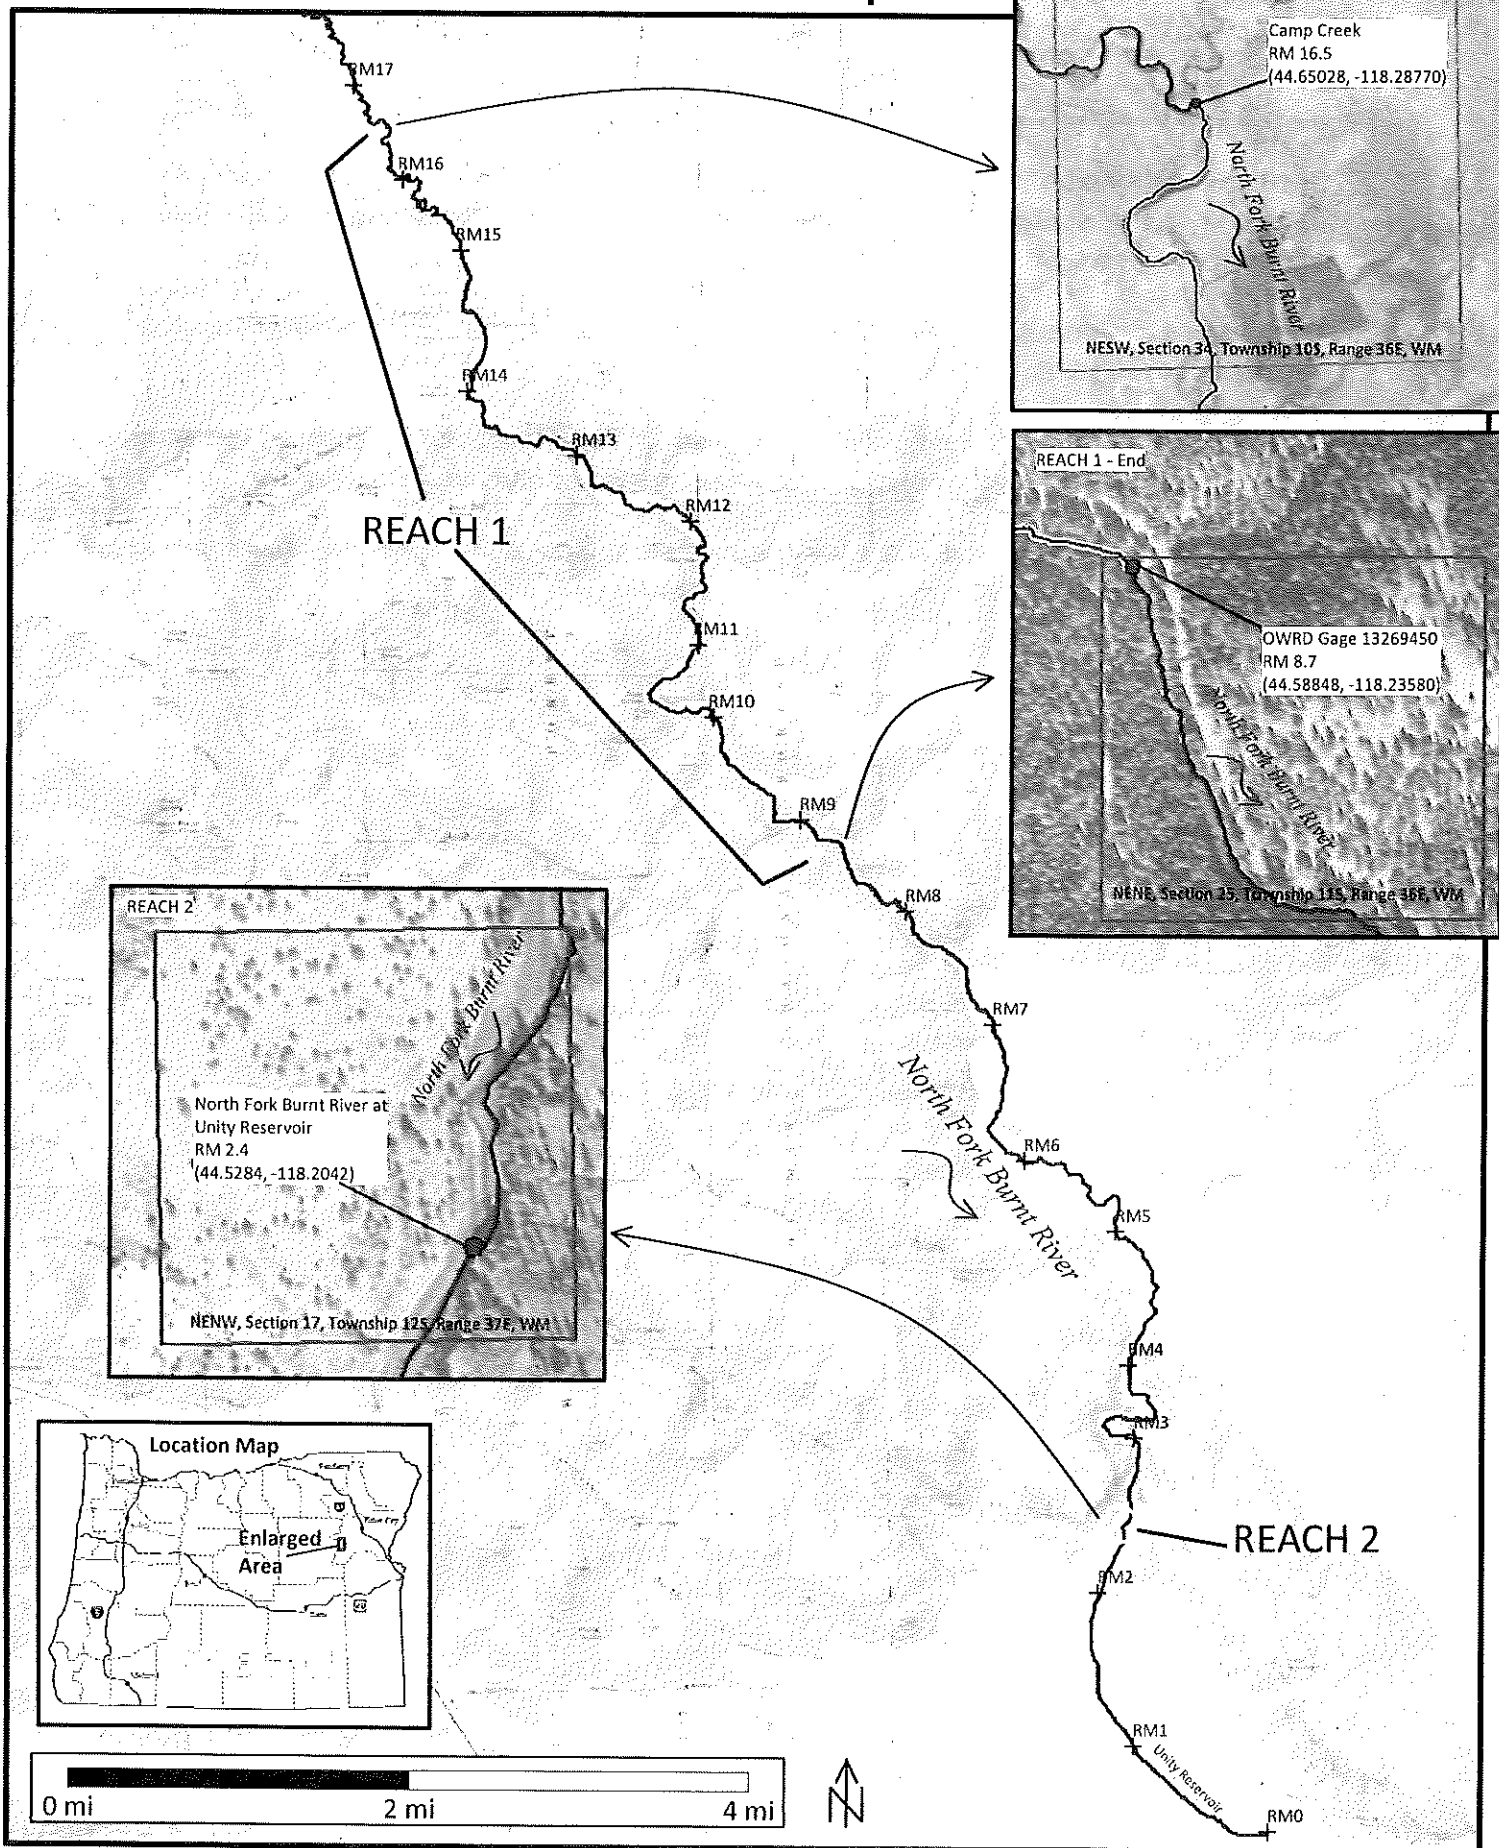 Camp Creek
RM 16.5
(44.65028, -118.28770)
North Fork Burnt River
NESW, Section 34, Township 10S, Range 36E, WM
RM17
RM16
RM15
RM14
RM13
RM12
REACH 1
RM11
RM10
RM9
RM8
REACH 1 - End
OWRD Gage 13269450
RM 8.7
(44.58848, -118.23580)
North Fork Burnt River
NENE, Section 25, Township 11S, Range 36E, WM
REACH 2
North Fork Burnt River
North Fork Burnt River at
Unity Reservoir
RM 2.4
(44.5284, -118.2042)
NENW, Section 17, Township 12S, Range 37E, WM
RM7
North Fork Burnt River
RM6
RM5
RM4
RM3
REACH 2
RM2
RM1
Unity Reservoir
RM0
Location Map
Enlarged
Area
0 mi
2 mi
4 mi
N